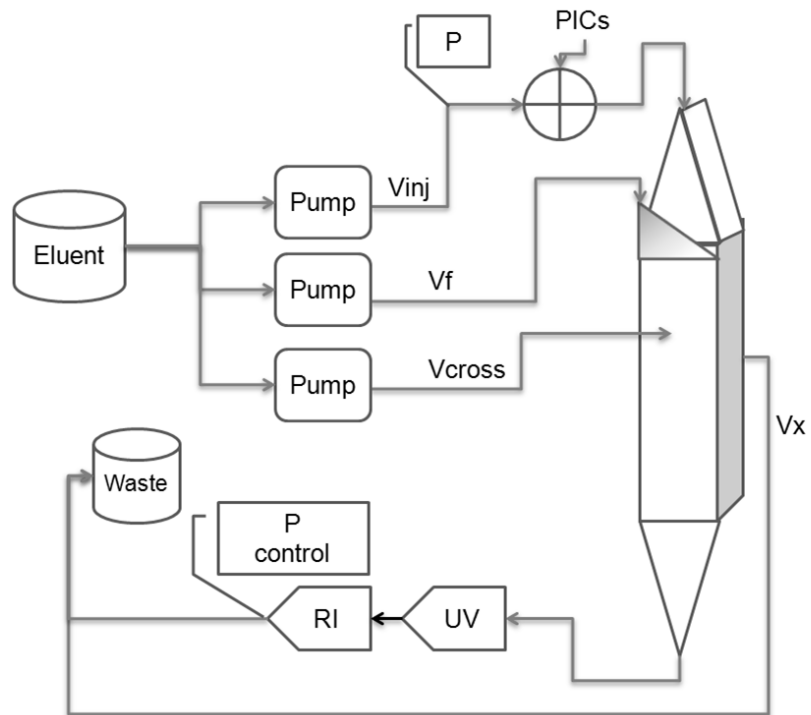 PICs
P
Pump
Vinj
Eluent
Pump
Vf
Pump
Vcross
Vx
Waste
P
control
RI
UV